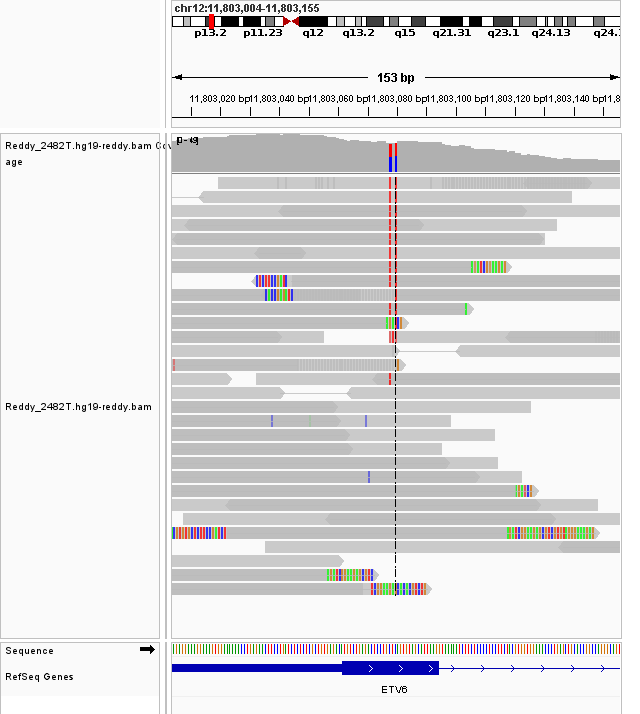 chr12:11,803,004-11,803,155
p13.2 p11.23 q12 q13.2 q15 q21.31 q23.1 q24.13 q24.
153 bp
11,803,020 bp 11,803,040 bp 11,803,060 bp 11,803,080 bp 11,803,100 bp 11,803,120 bp 11,803,140 bp 11,8
Reddy_2482T.hg19-reddy.bam Cov
age
Reddy_2482T.hg19-reddy.bam
Sequence
RefSeq Genes
ETV6